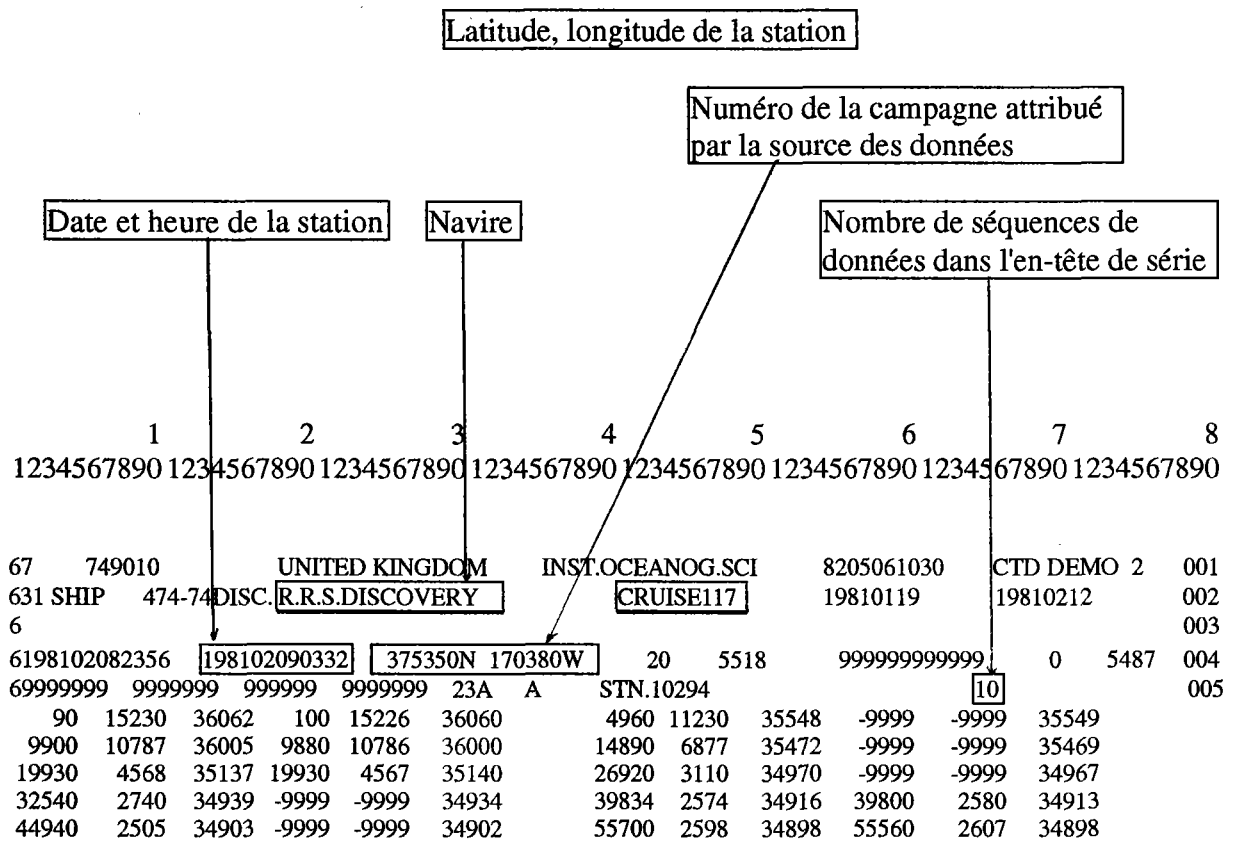 Latitude, longitude de la station
Numéro de la campagne attribué
par la source des données
Date et heure de la station
Navire
Nombre de séquences de
données dans l'en-tête de série
1 2 3 4 5 6 7 8
1234567890 1234567890 1234567890 1234567890 1234567890 1234567890 1234567890 1234567890
67 749010 UNITED KINGDOM INST.OCEANOG.SCI 8205061030 CTD DEMO 2 001
631 SHIP 474-74DISC. R.R.S.DISCOVERY CRUISE117 19810119 19810212 002
6 003
6198102082356 198102090332 375350N 170380W 20 5518 999999999999 0 5487 004
69999999 9999999 999999 9999999 23A A STN.10294 10 005
90 15230 36062 100 15226 36060 4960 11230 35548 -9999 -9999 35549
9900 10787 36005 9880 10786 36000 14890 6877 35472 -9999 -9999 35469
19930 4568 35137 19930 4567 35140 26920 3110 34970 -9999 -9999 34967
32540 2740 34939 -9999 -9999 34934 39834 2574 34916 39800 2580 34913
44940 2505 34903 -9999 -9999 34902 55700 2598 34898 55560 2607 34898